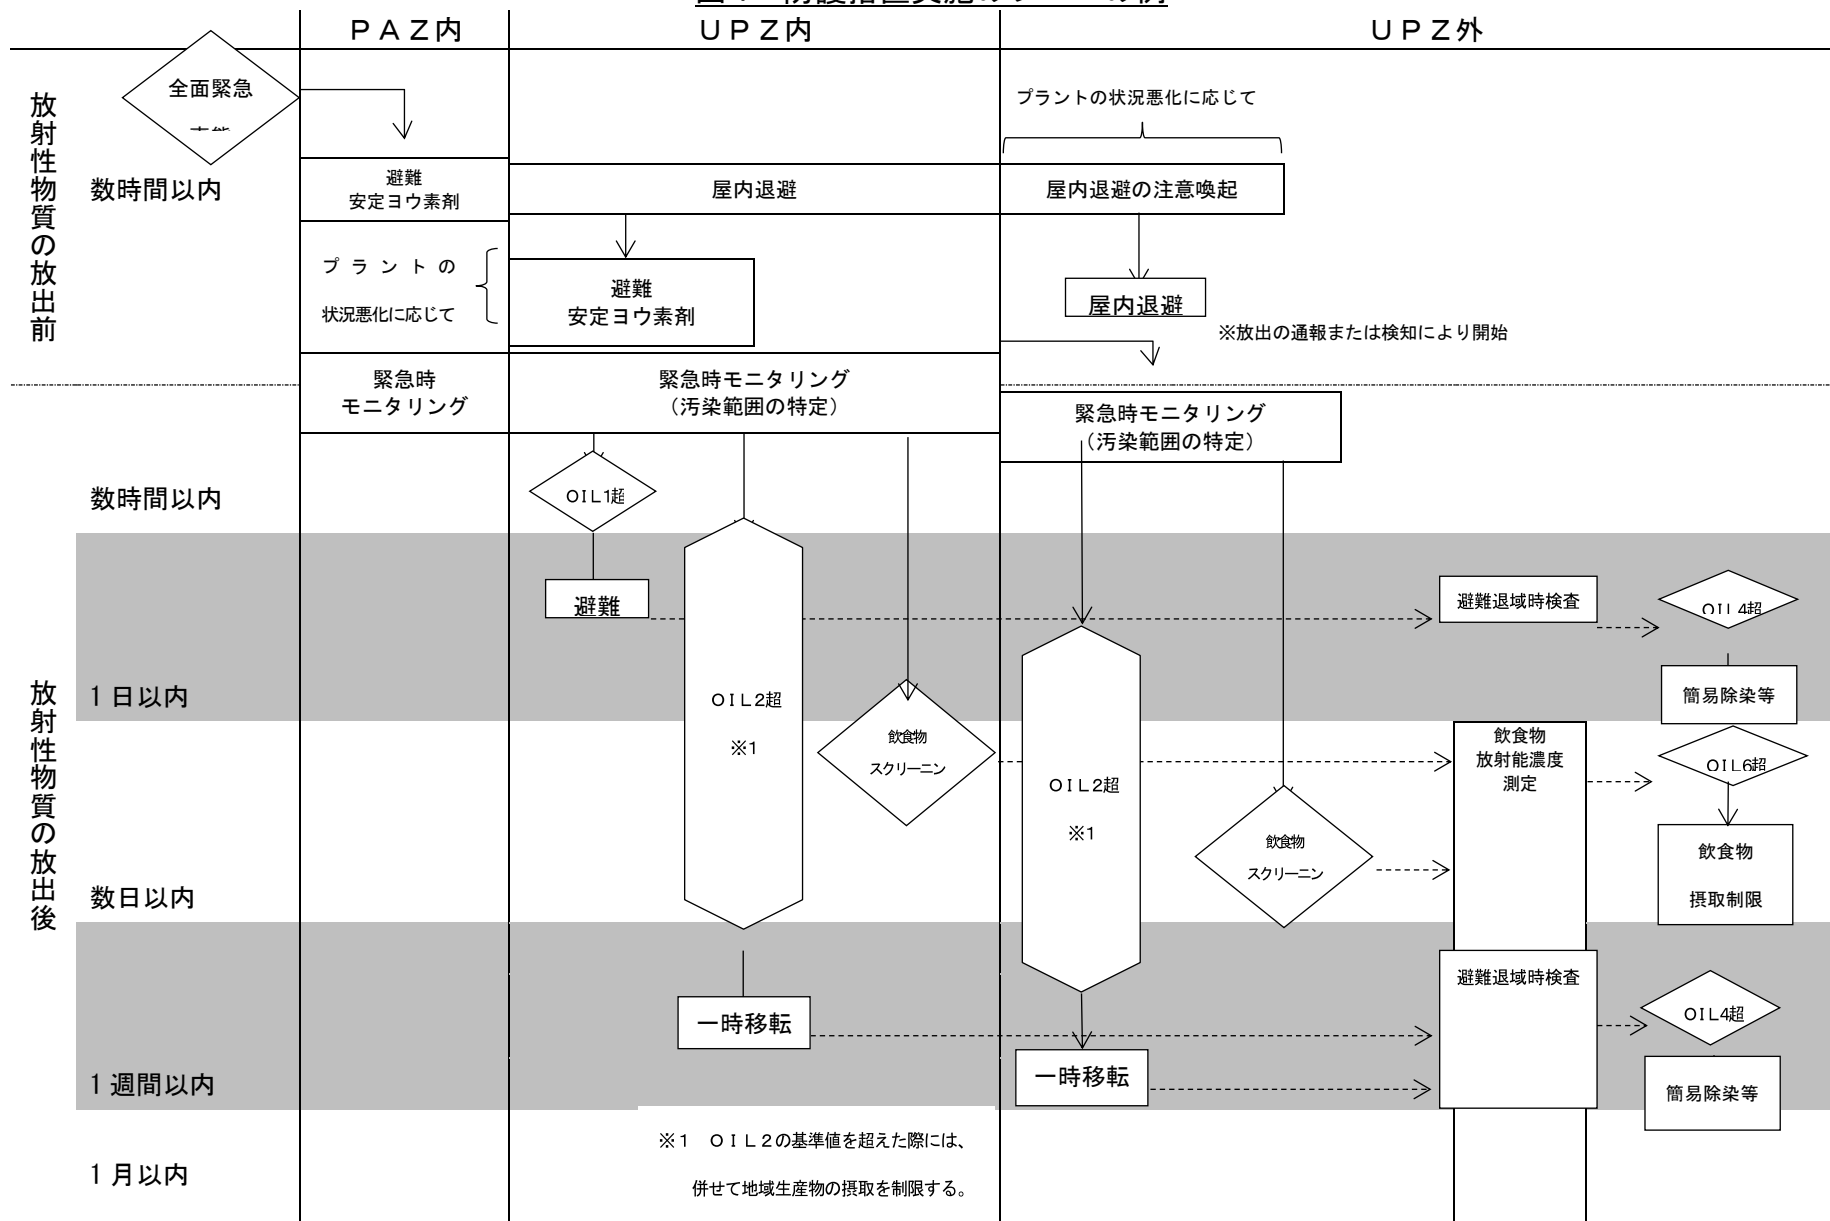 ＰＡＺ内
ＵＰＺ内
ＵＰＺ外
全面緊急
放射性物質の放出前
数時間以内
避難
安定ヨウ素剤
屋内退避
プラントの状況悪化に応じて
屋内退避の注意喚起
プラントの
状況悪化に応じて
避難
安定ヨウ素剤
屋内退避
※放出の通報または検知により開始
緊急時
モニタリング
緊急時モニタリング
（汚染範囲の特定）
緊急時モニタリング
（汚染範囲の特定）
放射性物質の放出後
数時間以内
ＯＩＬ1超
避難
避難退域時検査
ＯＩＬ4超
簡易除染等
1日以内
ＯＩＬ2超
※1
飲食物
スクリーニン
ＯＩＬ2超
※1
飲食物
スクリーニン
飲食物
放射能濃度
測定
ＯＩＬ6超
飲食物
摂取制限
数日以内
一時移転
一時移転
避難退域時検査
ＯＩＬ4超
簡易除染等
1週間以内
※1　ＯＩＬ2の基準値を超えた際には、
併せて地域生産物の摂取を制限する。
1月以内